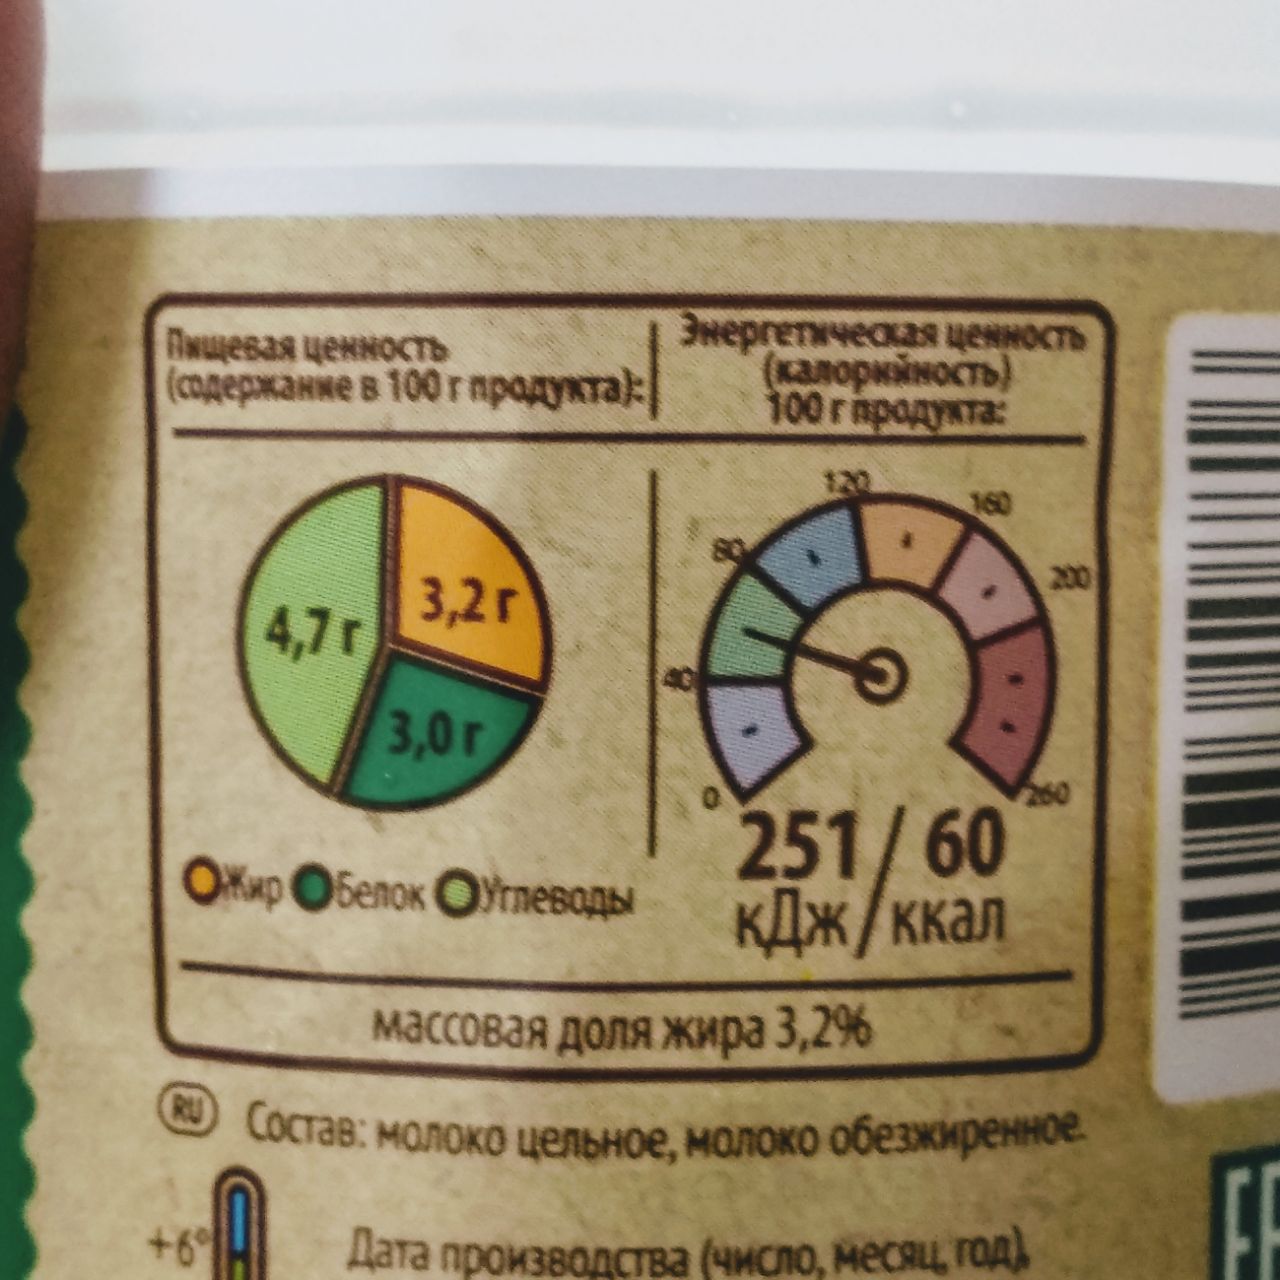 Пищевая ценность
(содержание в 100 г продукта):
Энергетическая ценность
(калорийность)
100 г продукта:
4,7 г
3,2 г
3,0 г
Жир Белок Углеводы
0
40
80
120
160
200
260
251 / 60
кДж / ккал
массовая доля жира 3,2%
RU Состав: молоко цельное, молоко обезжиренное.
+6°
Дата производства (число, месяц, год),